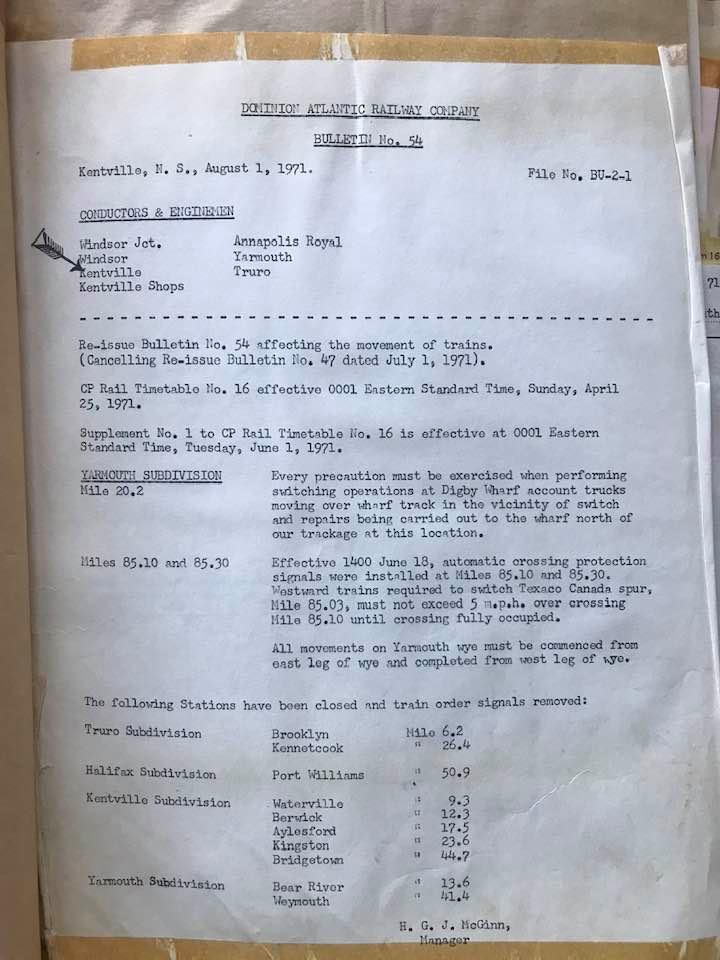 DOMINION ATLANTIC RAILWAY COMPANY
BULLETIN No. 54
Kentville, N. S., August 1, 1971. File No. BU-2-1
CONDUCTORS & ENGINEMEN
Windsor Jct. Annapolis Royal
Windsor Yarmouth
Kentville Truro
Kentville Shops
Re-issue Bulletin No. 54 affecting the movement of trains.
(Cancelling Re-issue Bulletin No. 47 dated July 1, 1971).
CP Rail Timetable No. 16 effective 0001 Eastern Standard Time, Sunday, April
25, 1971.
Supplement No. 1 to CP Rail Timetable No. 16 is effective at 0001 Eastern
Standard Time, Tuesday, June 1, 1971.
YARMOUTH SUBDIVISION Every precaution must be exercised when performing
Mile 20.2 switching operations at Digby Wharf account trucks
moving over wharf track in the vicinity of switch
and repairs being carried out to the wharf north of
our trackage at this location.
Miles 85.10 and 85.30 Effective 1400 June 18, automatic crossing protection
signals were installed at Miles 85.10 and 85.30.
Westward trains required to switch Texaco Canada spur,
Mile 85.03, must not exceed 5 m.p.h. over crossing
Mile 85.10 until crossing fully occupied.
All movements on Yarmouth wye must be commenced from
east leg of wye and completed from west leg of wye.
The following Stations have been closed and train order signals removed:
Truro Subdivision Brooklyn Mile 6.2
Kennetcook " 26.4
Halifax Subdivision Port Williams " 50.9
Kentville Subdivision Waterville " 9.3
Berwick " 12.3
Aylesford " 17.5
Kingston " 23.6
Bridgetown " 44.7
Yarmouth Subdivision Bear River " 13.6
Weymouth " 41.4
H. G. J. McGinn,
Manager
16
71
th